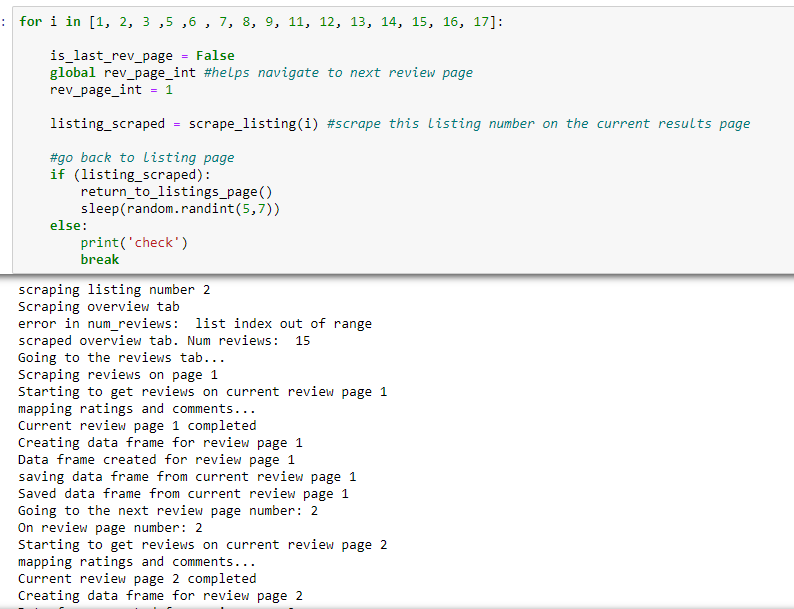 : for i in [1, 2, 3 ,5 ,6 , 7, 8, 9, 11, 12, 13, 14, 15, 16, 17]:
is_last_rev_page = False
global rev_page_int #helps navigate to next review page
rev_page_int = 1
listing_scraped = scrape_listing(i) #scrape this listing number on the current results page
#go back to listing page
if (listing_scraped):
return_to_listings_page()
sleep(random.randint(5,7))
else:
print('check')
break
scraping listing number 2
Scraping overview tab
error in num_reviews:  list index out of range
scraped overview tab. Num reviews:  15
Going to the reviews tab...
Scraping reviews on page 1
Starting to get reviews on current review page 1
mapping ratings and comments...
Current review page 1 completed
Creating data frame for review page 1
Data frame created for review page 1
saving data frame from current review page 1
Saved data frame from current review page 1
Going to the next review page number: 2
On review page number: 2
Starting to get reviews on current review page 2
mapping ratings and comments...
Current review page 2 completed
Creating data frame for review page 2